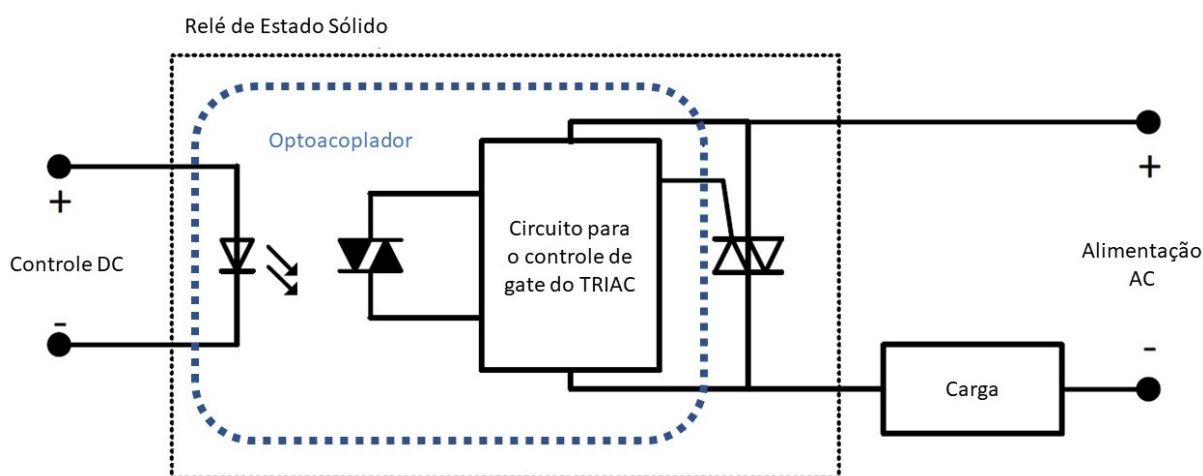 Relé de Estado Sólido
Optoacoplador
+
Controle DC
-
Circuito para
o controle de
gate do TRIAC
+
Alimentação
AC
-
Carga